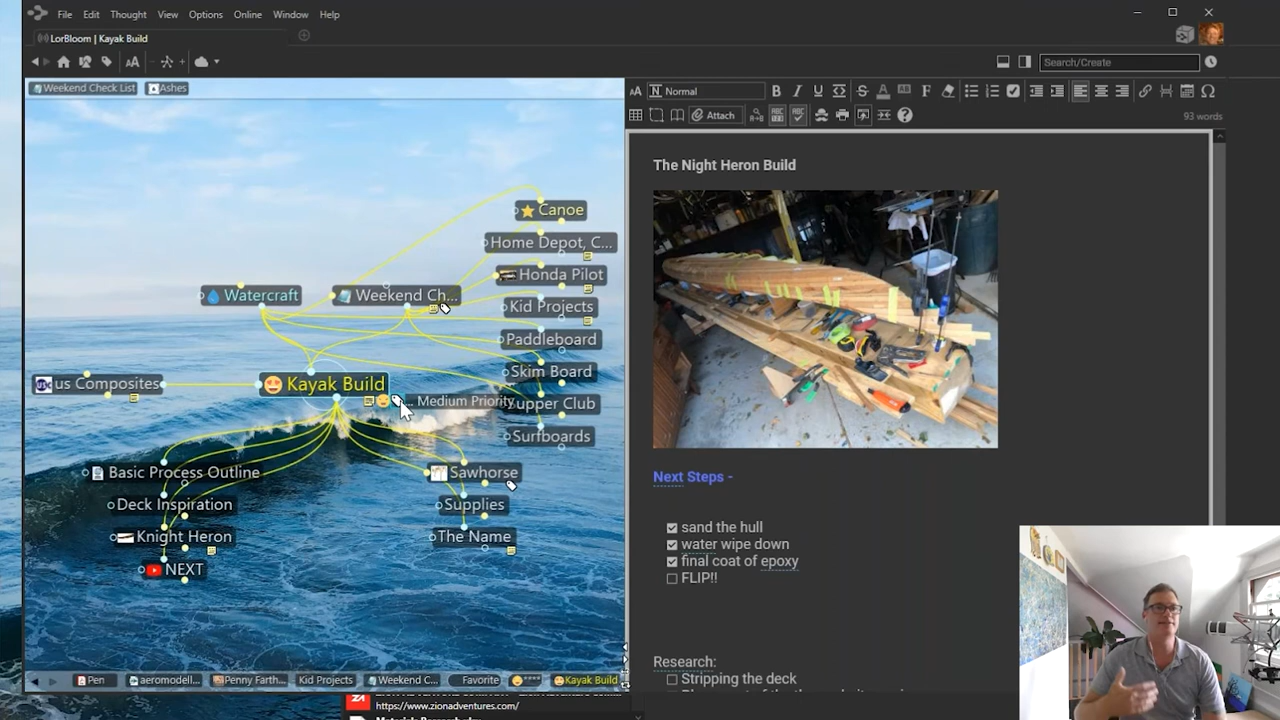 File Edit Thought View Options Online Window Help
LorBloom | Kayak Build
AA
Search/Create
Weekend Check List Ashes
AA N Normal
B I U
Attach
93 words
The Night Heron Build
Canoe
Home Depot, C...
Honda Pilot
Watercraft
Weekend Ch...
Kid Projects
Paddleboard
Skim Board
us Composites
Kayak Build
... Medium Priority
upper Club
Surfboards
Basic Process Outline
Sawhorse
Deck Inspiration
Supplies
Knight Heron
The Name
NEXT
Next Steps -
sand the hull
water wipe down
final coat of epoxy
FLIP!!
Research:
Stripping the deck
Pen aeromodell... Penny Farth... Kid Projects Weekend C... Favorite **** Kayak Build
https://www.zionadventures.com/